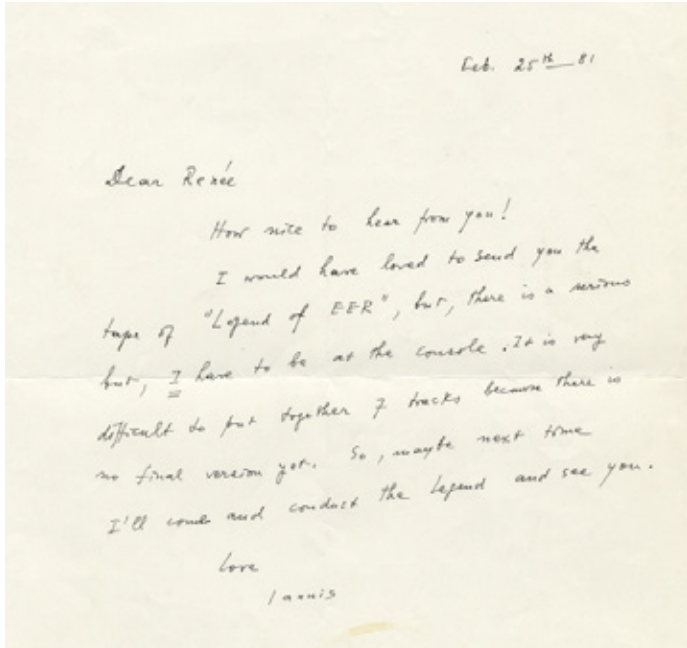 Feb. 25th 81
Dear Renée
How nice to hear from you!
I would have loved to send you the
tape of "Legend of EER", but, there is a serious
but, I have to be at the console. It is very
difficult to put together 7 tracks because there is
no final version yet. So, maybe next time
I'll come and conduct the Legend and see you.
Love
Iannis